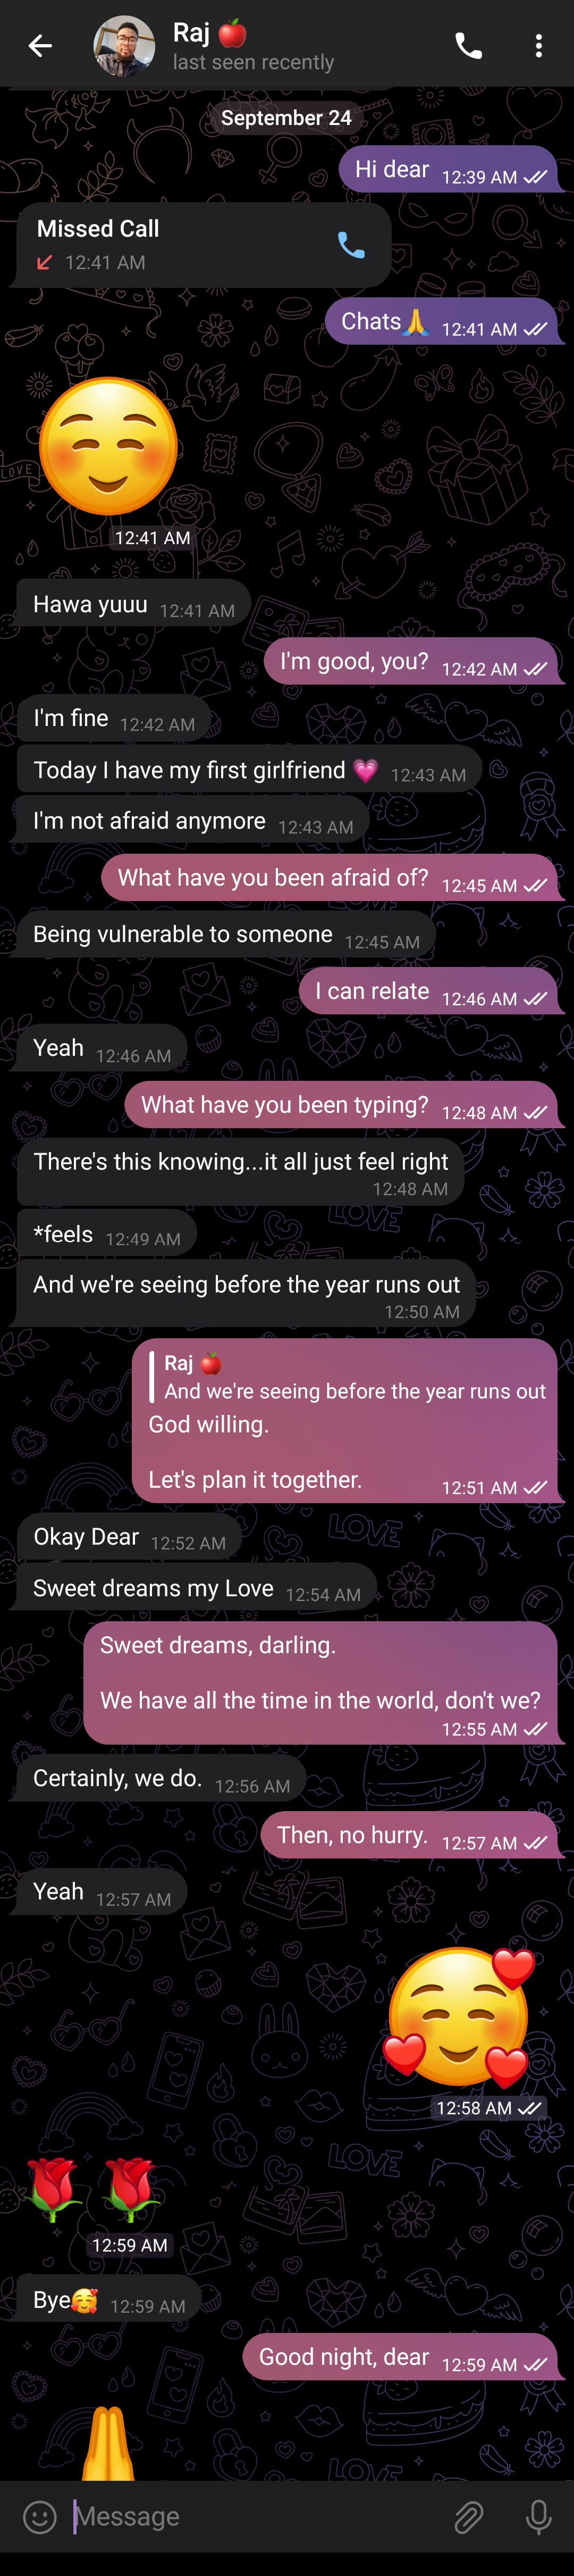 Raj 🍎
last seen recently
September 24
Hi dear 12:39 AM
Missed Call
12:41 AM
Chats🙏 12:41 AM
LOVE
12:41 AM
Hawa yuuu 12:41 AM
I'm good, you? 12:42 AM
I'm fine 12:42 AM
Today I have my first girlfriend 💗 12:43 AM
I'm not afraid anymore 12:43 AM
What have you been afraid of? 12:45 AM
Being vulnerable to someone 12:45 AM
I can relate 12:46 AM
Yeah 12:46 AM
What have you been typing? 12:48 AM
There's this knowing...it all just feel right
12:48 AM
LOVE
*feels 12:49 AM
And we're seeing before the year runs out
12:50 AM
Raj 🍎
And we're seeing before the year runs out
God willing.
Let's plan it together. 12:51 AM
LOVE
Okay Dear 12:52 AM
Sweet dreams my Love 12:54 AM
Sweet dreams, darling.
We have all the time in the world, don't we?
12:55 AM
Certainly, we do. 12:56 AM
Then, no hurry. 12:57 AM
Yeah 12:57 AM
12:58 AM
LOVE
12:59 AM
Bye🥰 12:59 AM
Good night, dear 12:59 AM
Message